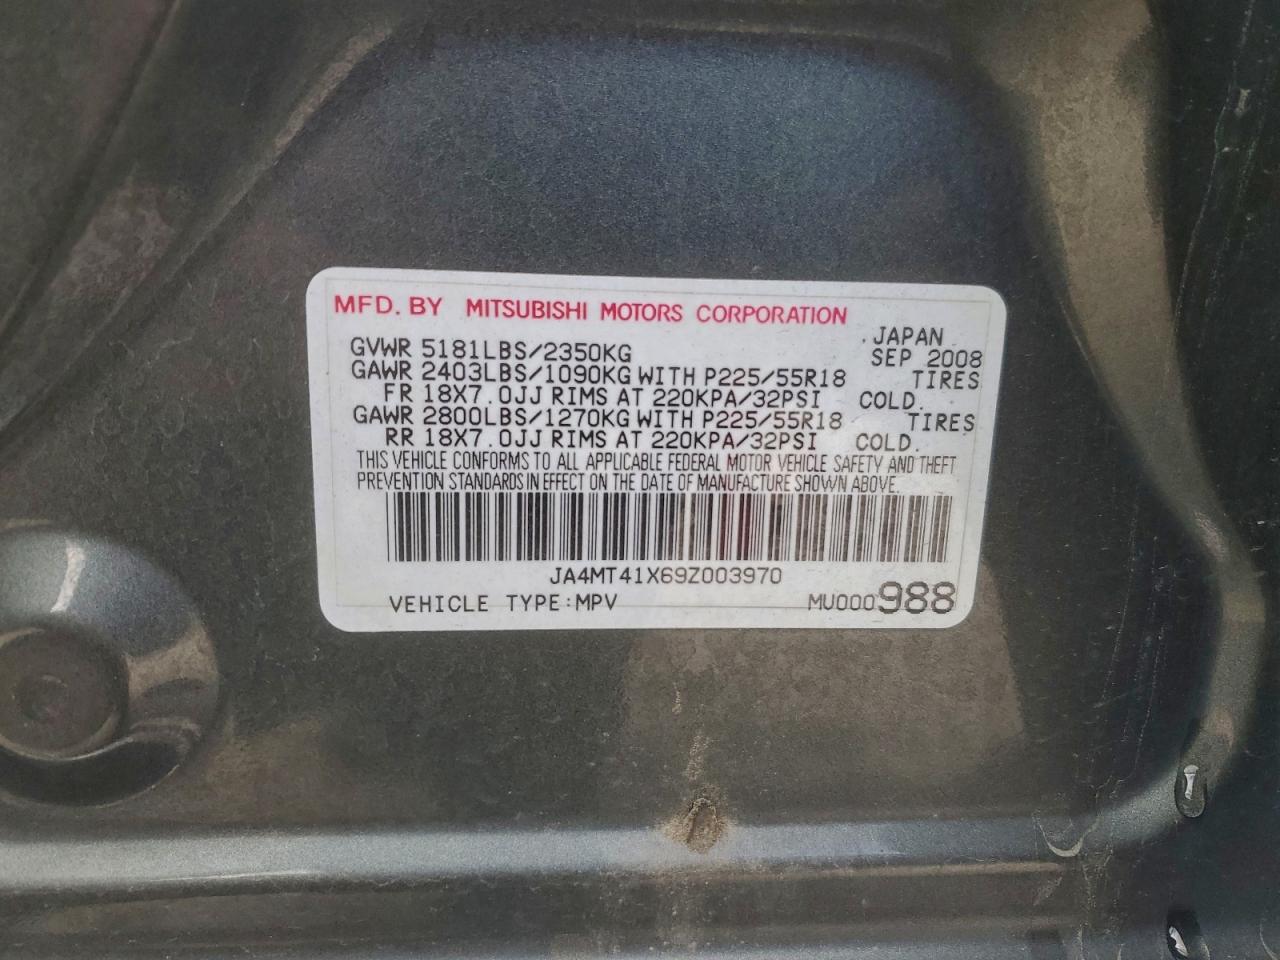 MFD. BY MITSUBISHI MOTORS CORPORATION
JAPAN
GVWR 5181LBS/2350KG SEP 2008
GAWR 2403LBS/1090KG WITH P225/55R18 TIRES
FR 18X7.0JJ RIMS AT 220KPA/32PSI COLD.
GAWR 2800LBS/1270KG WITH P225/55R18 TIRES
RR 18X7.0JJ RIMS AT 220KPA/32PSI COLD.
THIS VEHICLE CONFORMS TO ALL APPLICABLE FEDERAL MOTOR VEHICLE SAFETY AND THEFT
PREVENTION STANDARDS IN EFFECT ON THE DATE OF MANUFACTURE SHOWN ABOVE.
JA4MT41X69Z003970
VEHICLE TYPE:MPV MU000988